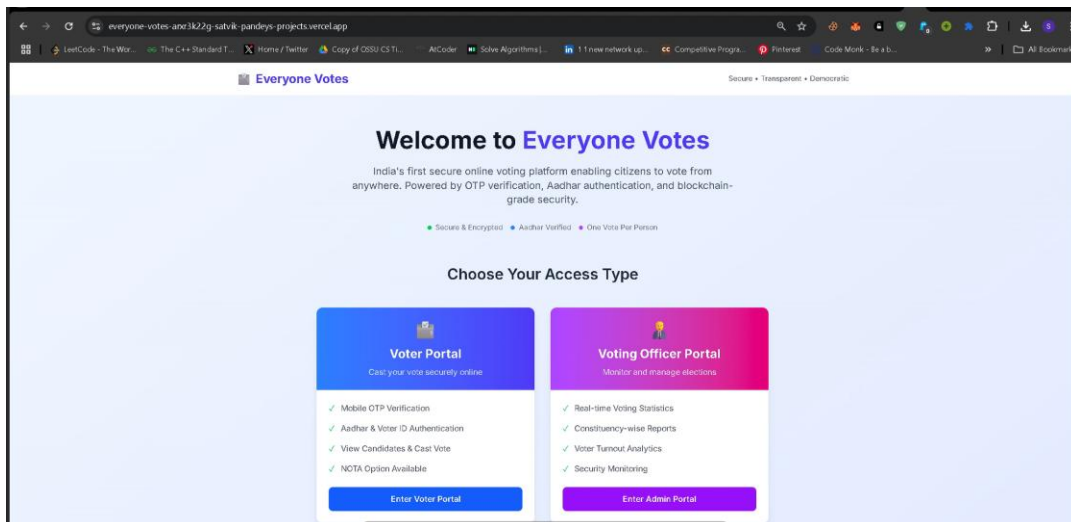 everyone-votes-anxr3k22g-satvik-pandeys-projects.vercel.app
LeetCode - The Wor... The C++ Standard T... Home / Twitter Copy of OSSU CS Ti... AlCoder Solve Algorithms |... 1 1 new network up... Competitive Progra... Pinterest Code Monk - Be a b... » All Bookmark
Everyone Votes
Secure • Transparent • Democratic
Welcome to Everyone Votes
India's first secure online voting platform enabling citizens to vote from
anywhere. Powered by OTP verification, Aadhar authentication, and blockchain-
grade security.
Secure & Encrypted Aadhar Verified One Vote Per Person
Choose Your Access Type
Voter Portal
Cast your vote securely online
✓ Mobile OTP Verification
✓ Aadhar & Voter ID Authentication
✓ View Candidates & Cast Vote
✓ NOTA Option Available
Enter Voter Portal
Voting Officer Portal
Monitor and manage elections
✓ Real-time Voting Statistics
✓ Constituency-wise Reports
✓ Voter Turnout Analytics
✓ Security Monitoring
Enter Admin Portal